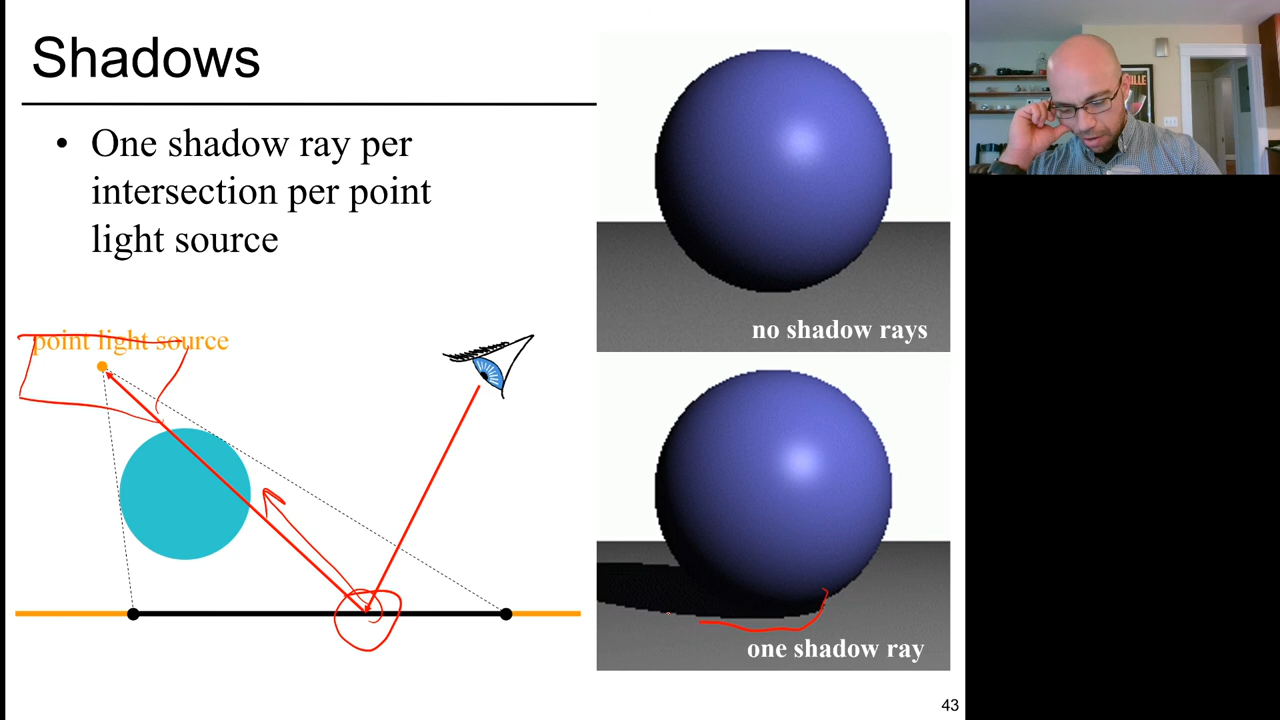 Shadows
• One shadow ray per
intersection per point
light source
point light source
no shadow rays
one shadow ray
43